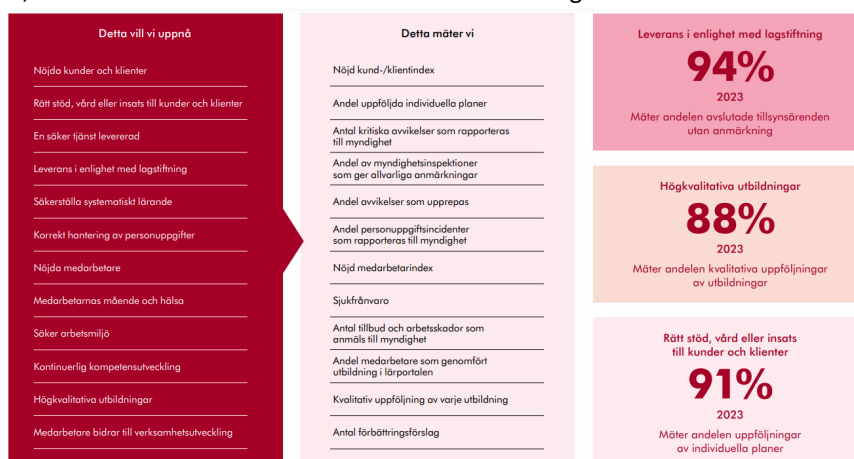 Detta vill vi uppnå
Nöjda kunder och klienter
Rätt stöd, vård eller insats till kunder och klienter
En säker tjänst levererad
Leverans i enlighet med lagstiftning
Säkerställa systematiskt lärande
Korrekt hantering av personuppgifter
Nöjda medarbetare
Medarbetarnas mående och hälsa
Säker arbetsmiljö
Kontinuerlig kompetensutveckling
Högkvalitativa utbildningar
Medarbetare bidrar till verksamhetsutveckling
Detta mäter vi
Nöjd kund-/klientindex
Andel uppföljda individuella planer
Antal kritiska avvikelser som rapporteras
till myndighet
Andel av myndighetsinspektioner
som ger allvarliga anmärkningar
Andel avvikelser som upprepas
Andel personuppgiftsincidenter
som rapporteras till myndighet
Nöjd medarbetarindex
Sjukfrånvaro
Antal tillbud och arbetsskador som
anmäls till myndighet
Andel medarbetare som genomfört
utbildning i lärportalen
Kvalitativ uppföljning av varje utbildning
Antal förbättringsförslag
Leverans i enlighet med lagstiftning
94%
2023
Mäter andelen avslutade tillsynsärenden
utan anmärkning
Högkvalitativa utbildningar
88%
2023
Mäter andelen kvalitativa uppföljningar
av utbildningar
Rätt stöd, vård eller insats
till kunder och klienter
91%
2023
Mäter andelen uppföljningar
av individuella planer